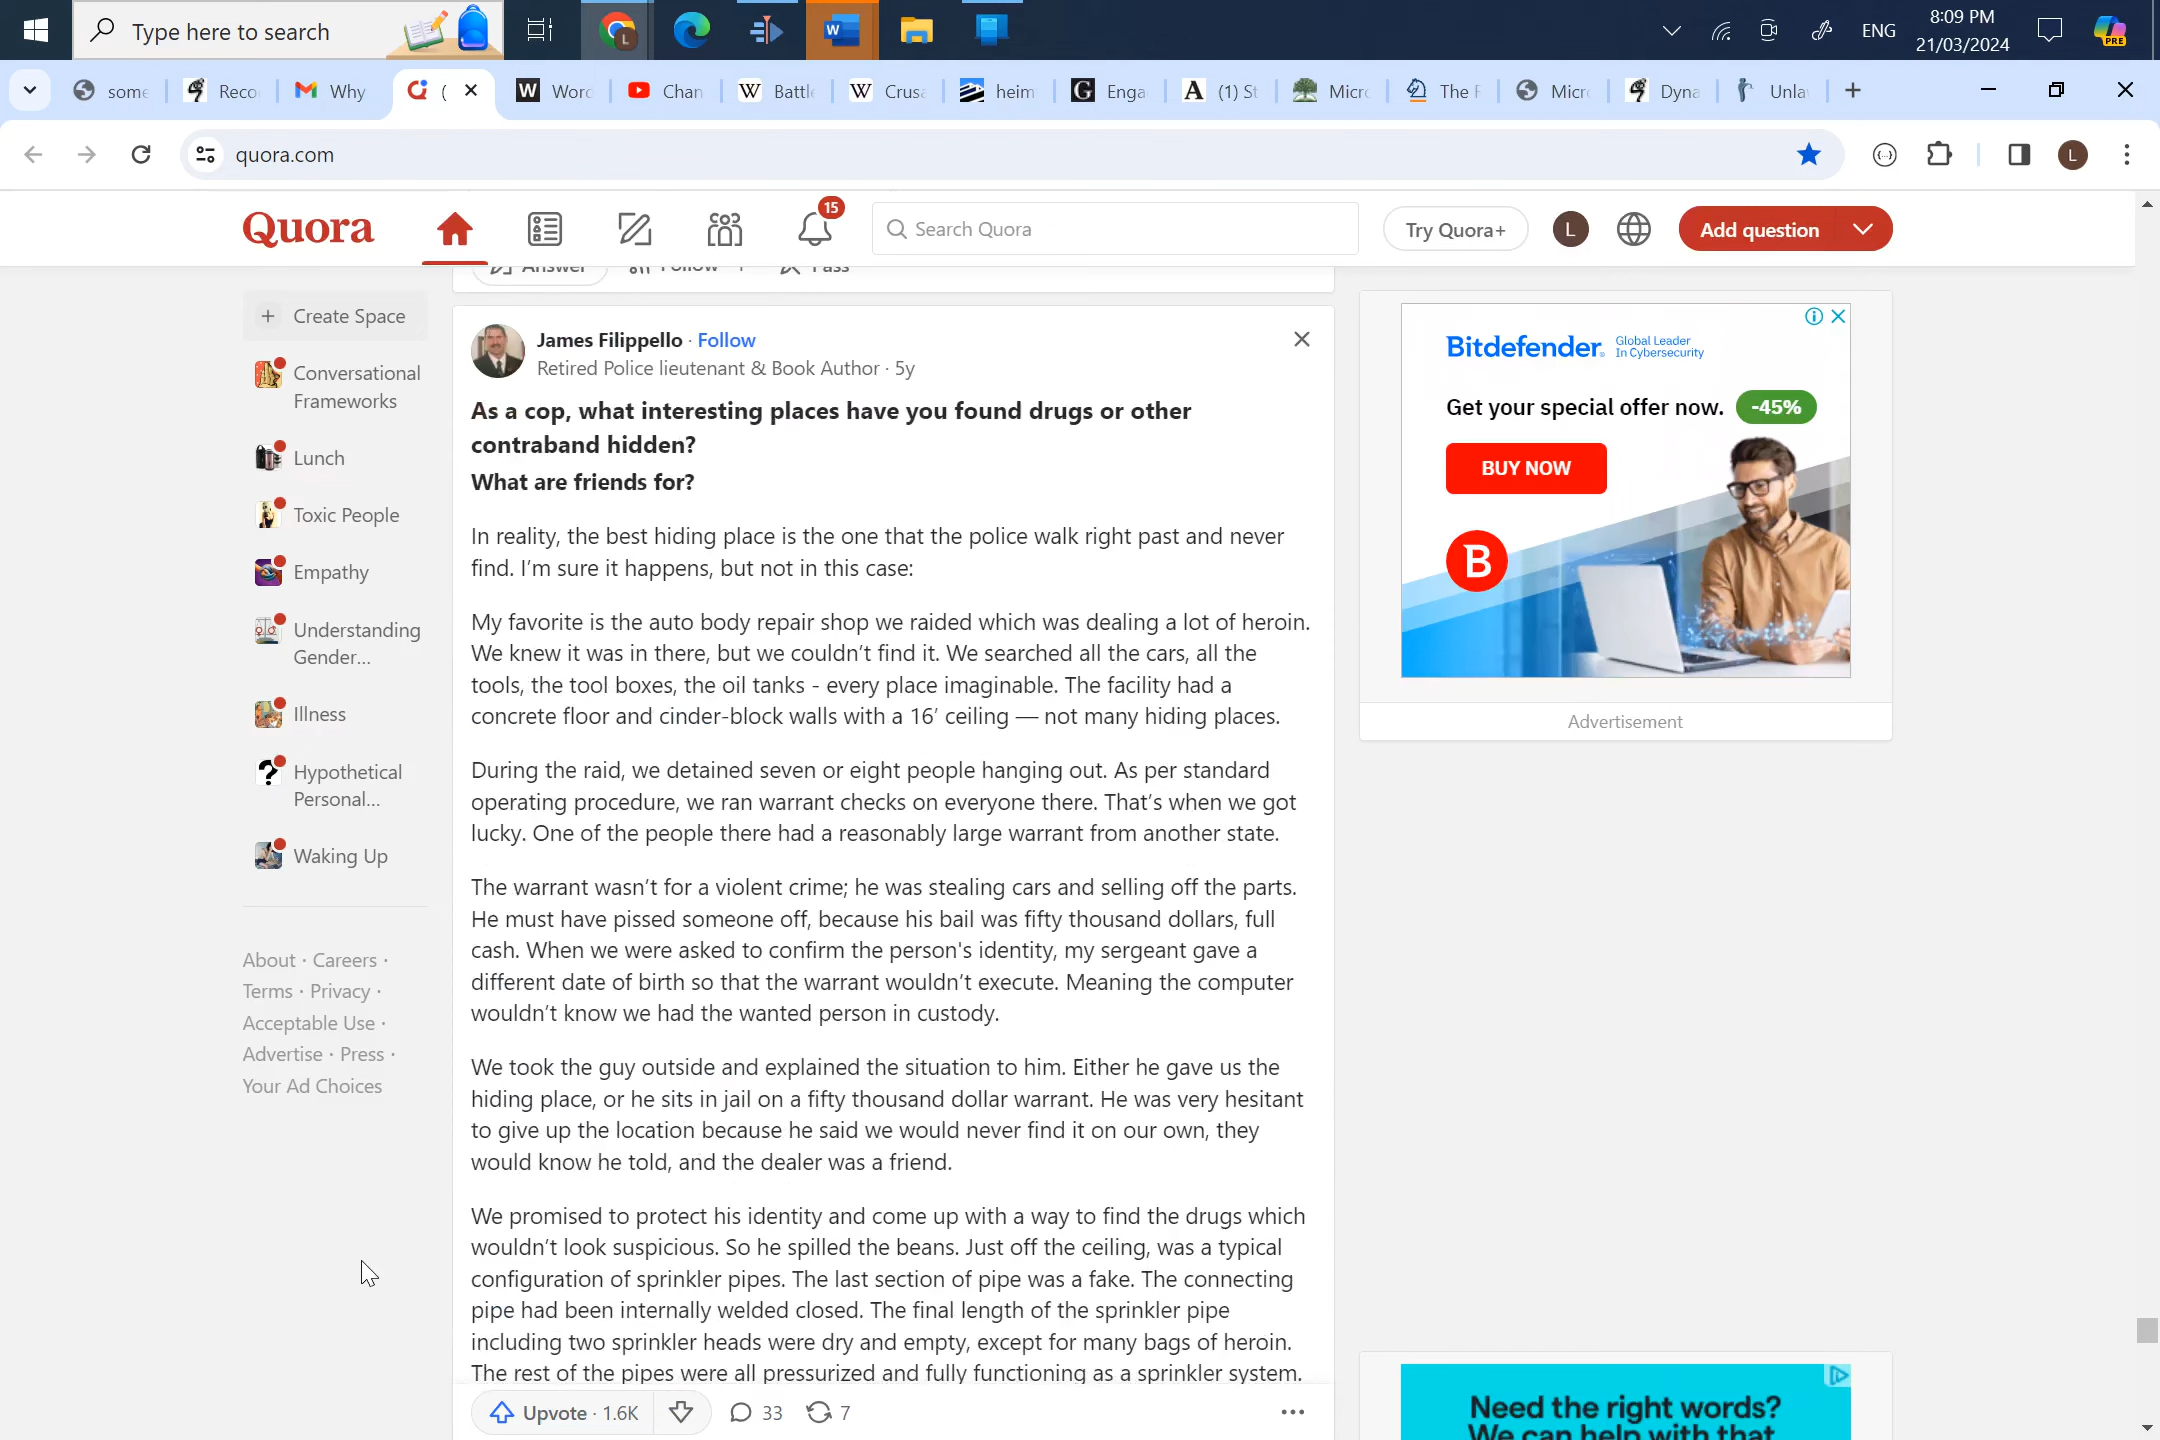 Type here to search
ENG
8:09 PM
21/03/2024
PRE
some
Reco
Why
(
Word
Chan
Battle
Crusa
heim
Enga
(1) St
Micro
The F
Micro
Dyna
Unla
quora.com
L
Quora
15
Search Quora
Try Quora+
L
Add question
Answer
Follow
Pass
Create Space
Conversational
Frameworks
Lunch
Toxic People
Empathy
Understanding
Gender...
Illness
Hypothetical
Personal...
Waking Up
About · Careers ·
Terms · Privacy ·
Acceptable Use ·
Advertise · Press ·
Your Ad Choices
James Filippello · Follow
Retired Police lieutenant & Book Author · 5y
As a cop, what interesting places have you found drugs or other
contraband hidden?
What are friends for?
In reality, the best hiding place is the one that the police walk right past and never
find. I'm sure it happens, but not in this case:
My favorite is the auto body repair shop we raided which was dealing a lot of heroin.
We knew it was in there, but we couldn't find it. We searched all the cars, all the
tools, the tool boxes, the oil tanks - every place imaginable. The facility had a
concrete floor and cinder-block walls with a 16′ ceiling — not many hiding places.
During the raid, we detained seven or eight people hanging out. As per standard
operating procedure, we ran warrant checks on everyone there. That's when we got
lucky. One of the people there had a reasonably large warrant from another state.
The warrant wasn't for a violent crime; he was stealing cars and selling off the parts.
He must have pissed someone off, because his bail was fifty thousand dollars, full
cash. When we were asked to confirm the person's identity, my sergeant gave a
different date of birth so that the warrant wouldn't execute. Meaning the computer
wouldn't know we had the wanted person in custody.
We took the guy outside and explained the situation to him. Either he gave us the
hiding place, or he sits in jail on a fifty thousand dollar warrant. He was very hesitant
to give up the location because he said we would never find it on our own, they
would know he told, and the dealer was a friend.
We promised to protect his identity and come up with a way to find the drugs which
wouldn't look suspicious. So he spilled the beans. Just off the ceiling, was a typical
configuration of sprinkler pipes. The last section of pipe was a fake. The connecting
pipe had been internally welded closed. The final length of the sprinkler pipe
including two sprinkler heads were dry and empty, except for many bags of heroin.
The rest of the pipes were all pressurized and fully functioning as a sprinkler system.
Upvote · 1.6K
33
7
Bitdefender
Global Leader
In Cybersecurity
Get your special offer now.
-45%
BUY NOW
B
Advertisement
Need the right words?
We can help with that